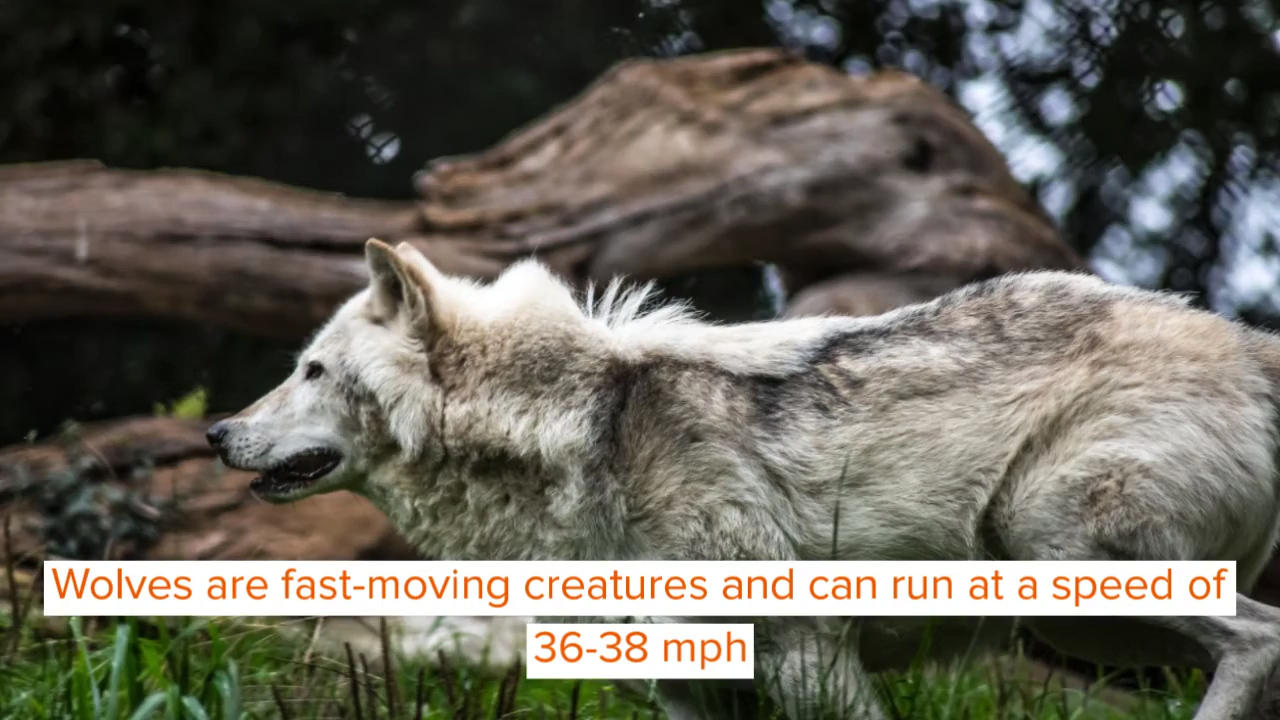 Wolves are fast-moving creatures and can run at a speed of
36-38 mph